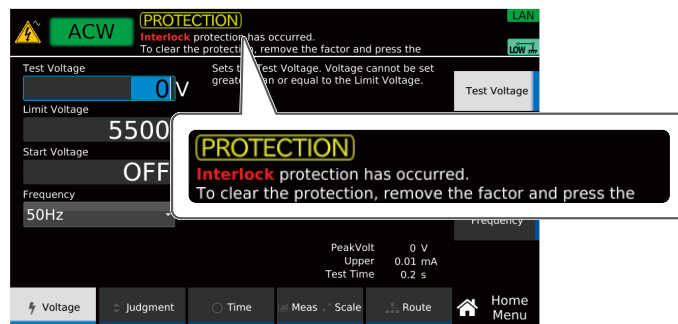 ACW
PROTECTION
Interlock protection has occurred.
To clear the protection, remove the factor and press the
LAN
LOW
Test Voltage
0 V
Sets the Test Voltage. Voltage cannot be set
greater than or equal to the Limit Voltage.
Test Voltage
Limit Voltage
5500
Start Voltage
OFF
Frequency
50Hz
PROTECTION
Interlock protection has occurred.
To clear the protection, remove the factor and press the
Frequency
PeakVolt 0 V
Upper 0.01 mA
Test Time 0.2 s
Voltage
Judgment
Time
Meas
Scale
Route
Home
Menu